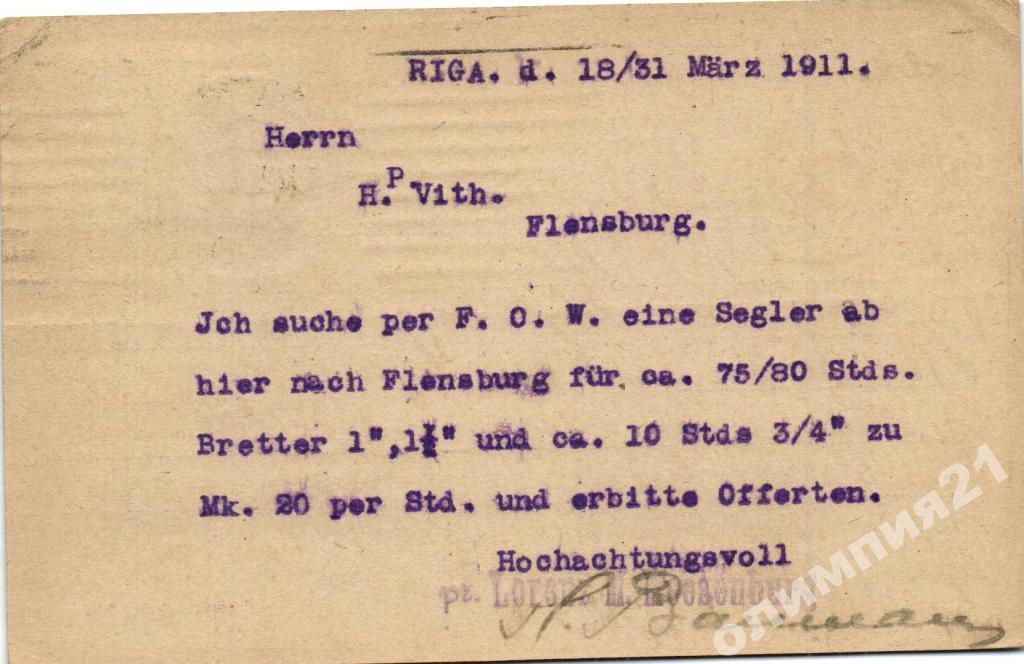 RIGA. d. 18/31 März 1911.
Herrn
H.P. Vith.
Flensburg.
Jch suche per F. O. W. eine Segler ab
hier nach Flensburg für ca. 75/80 Stds.
Bretter 1",1½" und ca. 10 Stds 3/4" zu
Mk. 20 per Std. und erbitte Offerten.
Hochachtungsvoll
pr. Lorenz M.
олимпия21